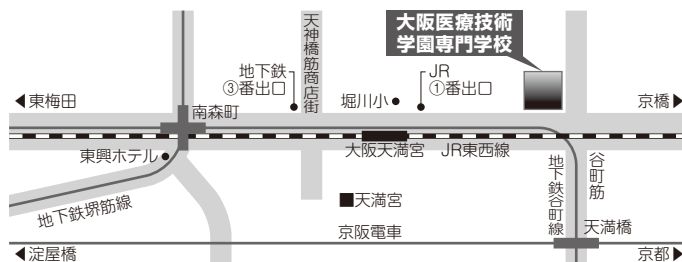 大阪医療技術
学園専門学校
天神橋筋商店街
地下鉄
③番出口
JR
①番出口
堀川小
◀東梅田
南森町
京橋▶
東興ホテル
大阪天満宮
JR東西線
地下鉄谷町線
谷町筋
地下鉄堺筋線
■天満宮
天満橋
京阪電車
◀淀屋橋
京都▶